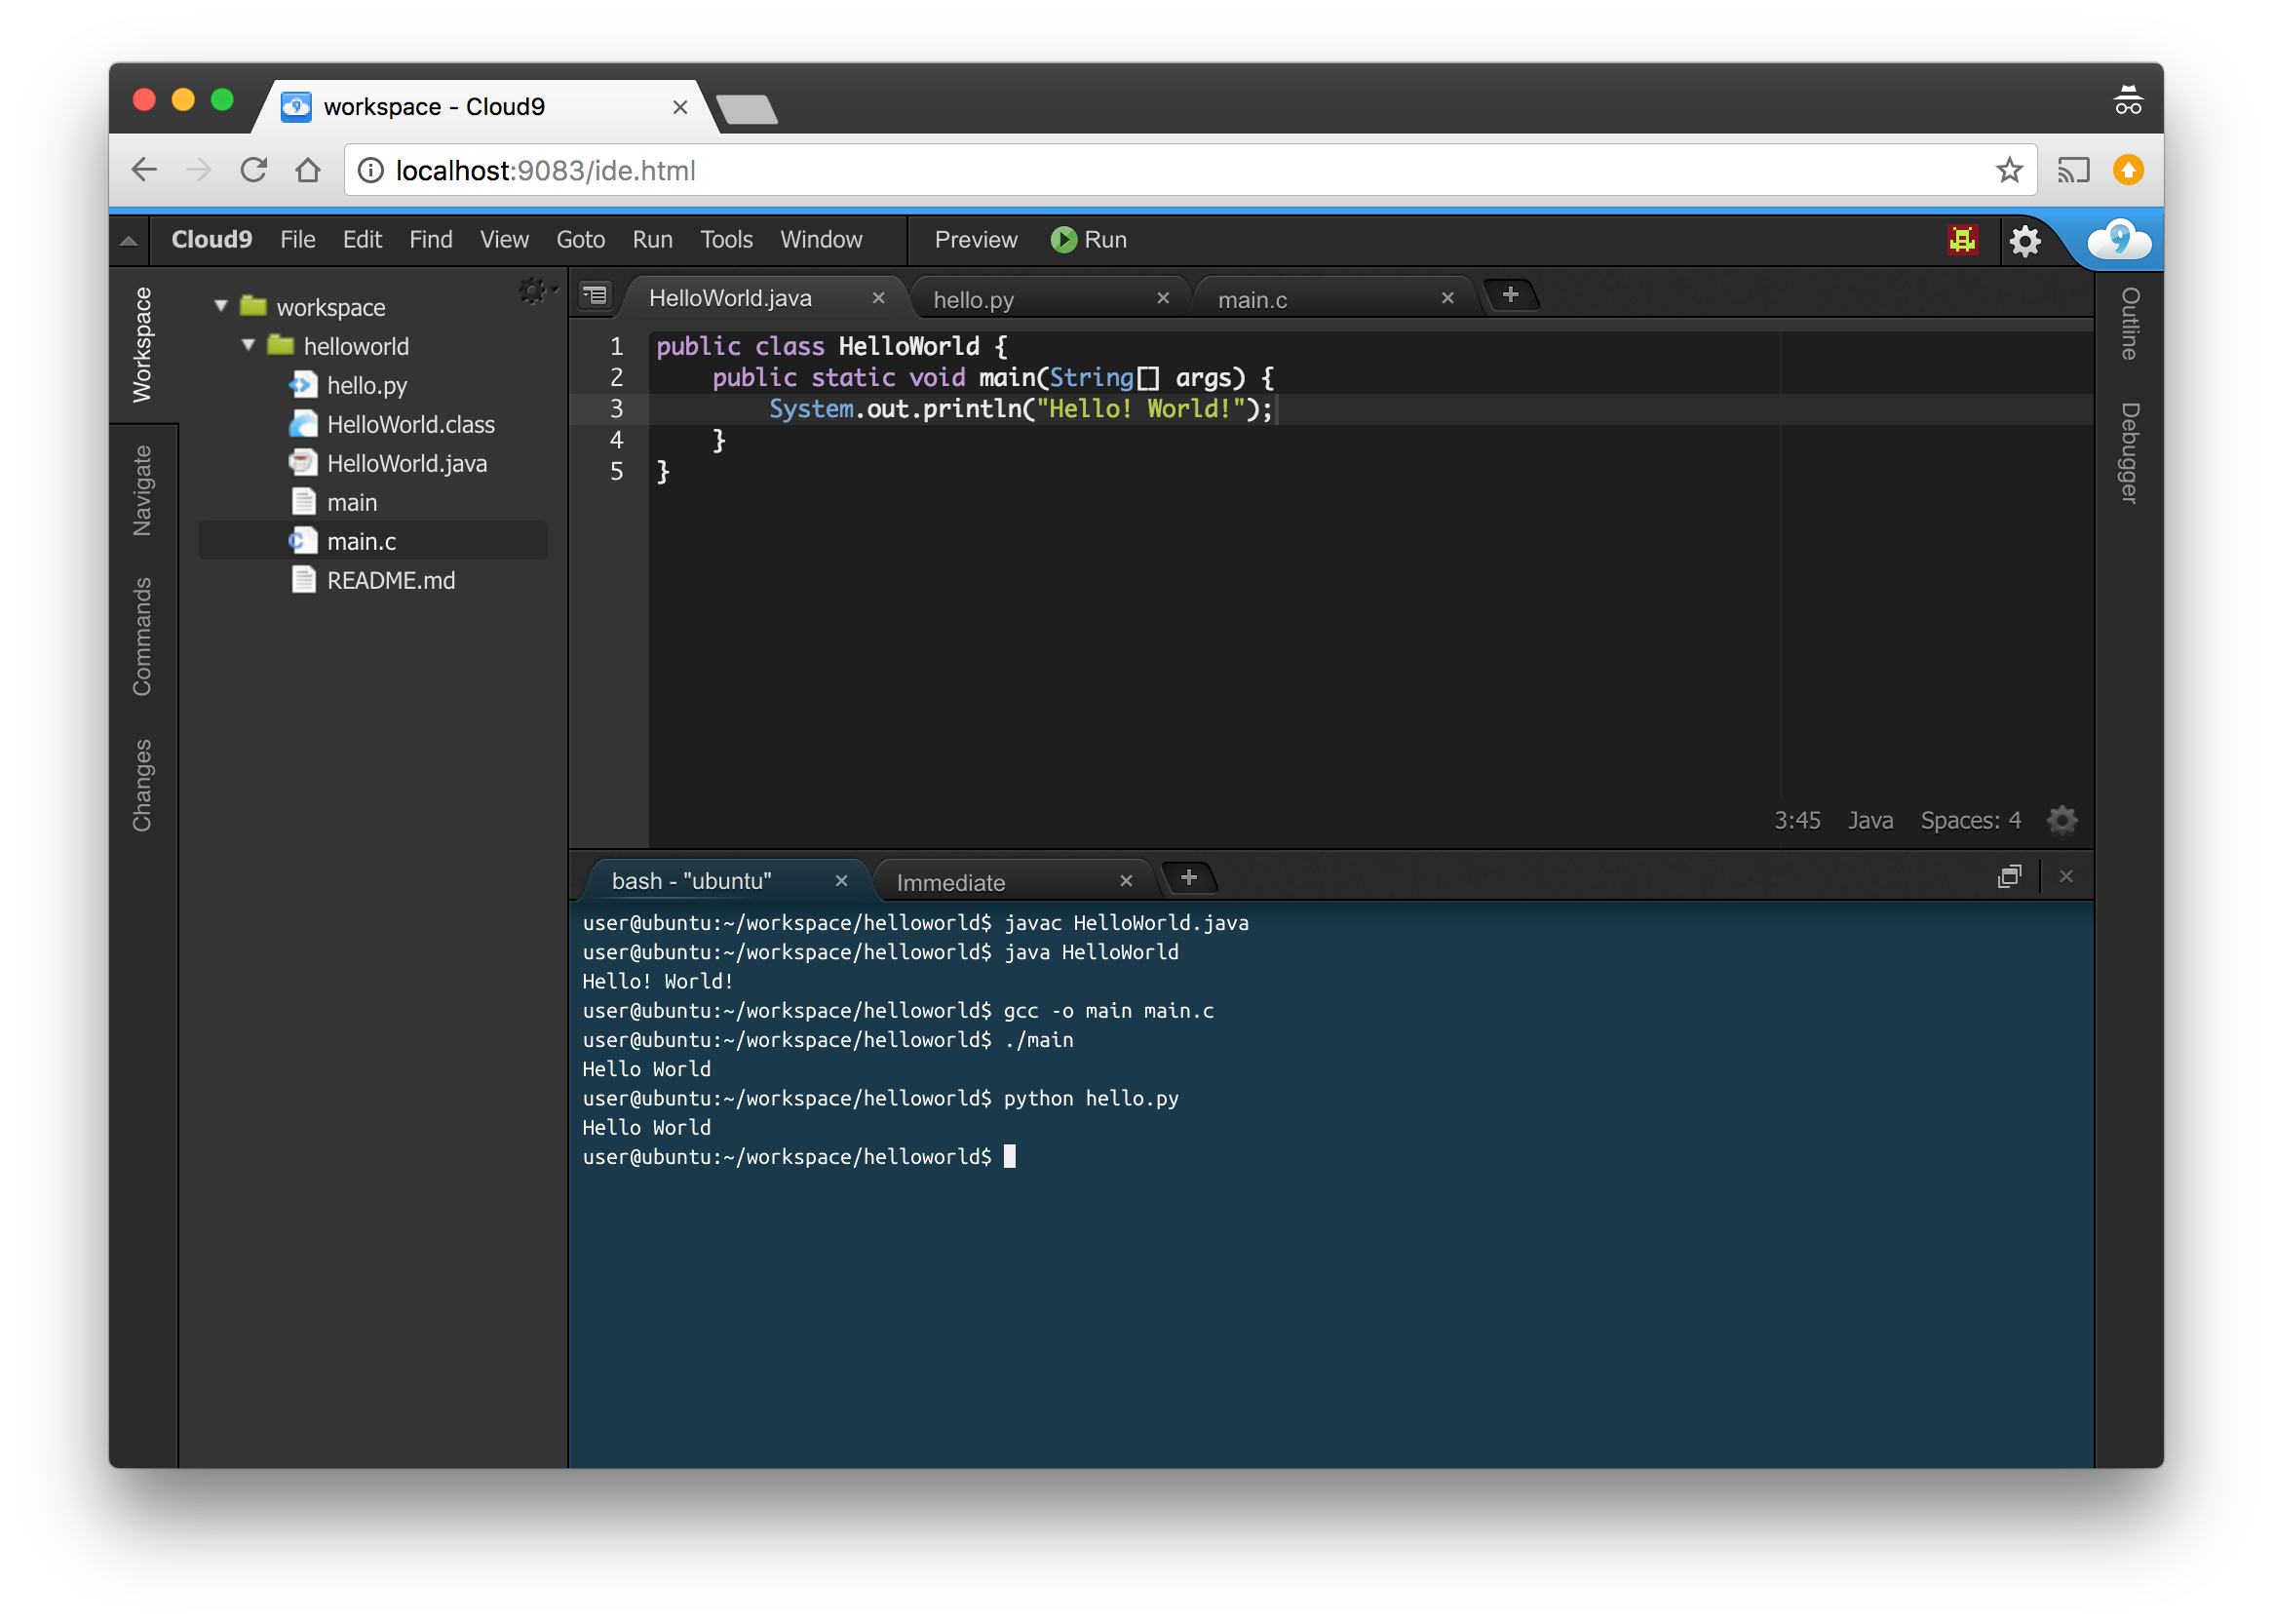 workspace - Cloud9
localhost:9083/ide.html
Cloud9 File Edit Find View Goto Run Tools Window Preview Run
9
Workspace
Navigate
Commands
Changes
workspace
helloworld
hello.py
HelloWorld.class
HelloWorld.java
main
main.c
README.md
HelloWorld.java hello.py main.c
1 public class HelloWorld {
2     public static void main(String[] args) {
3         System.out.println("Hello! World!");
4     }
5 }
3:45 Java Spaces: 4
Outline
Debugger
bash - "ubuntu" Immediate
user@ubuntu:~/workspace/helloworld$ javac HelloWorld.java
user@ubuntu:~/workspace/helloworld$ java HelloWorld
Hello! World!
user@ubuntu:~/workspace/helloworld$ gcc -o main main.c
user@ubuntu:~/workspace/helloworld$ ./main
Hello World
user@ubuntu:~/workspace/helloworld$ python hello.py
Hello World
user@ubuntu:~/workspace/helloworld$